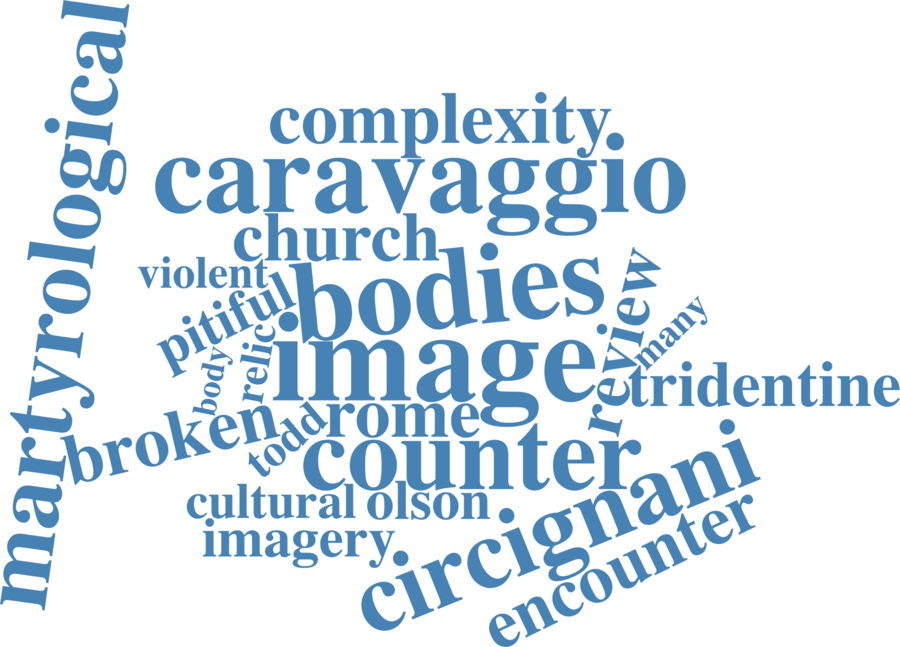 martyrological
complexity
caravaggio
church
violent
bodies
pitiful
review
many
image
relic
body
tridentine
broken
rome
todd
counter
cultural
olson
circignani
imagery
encounter